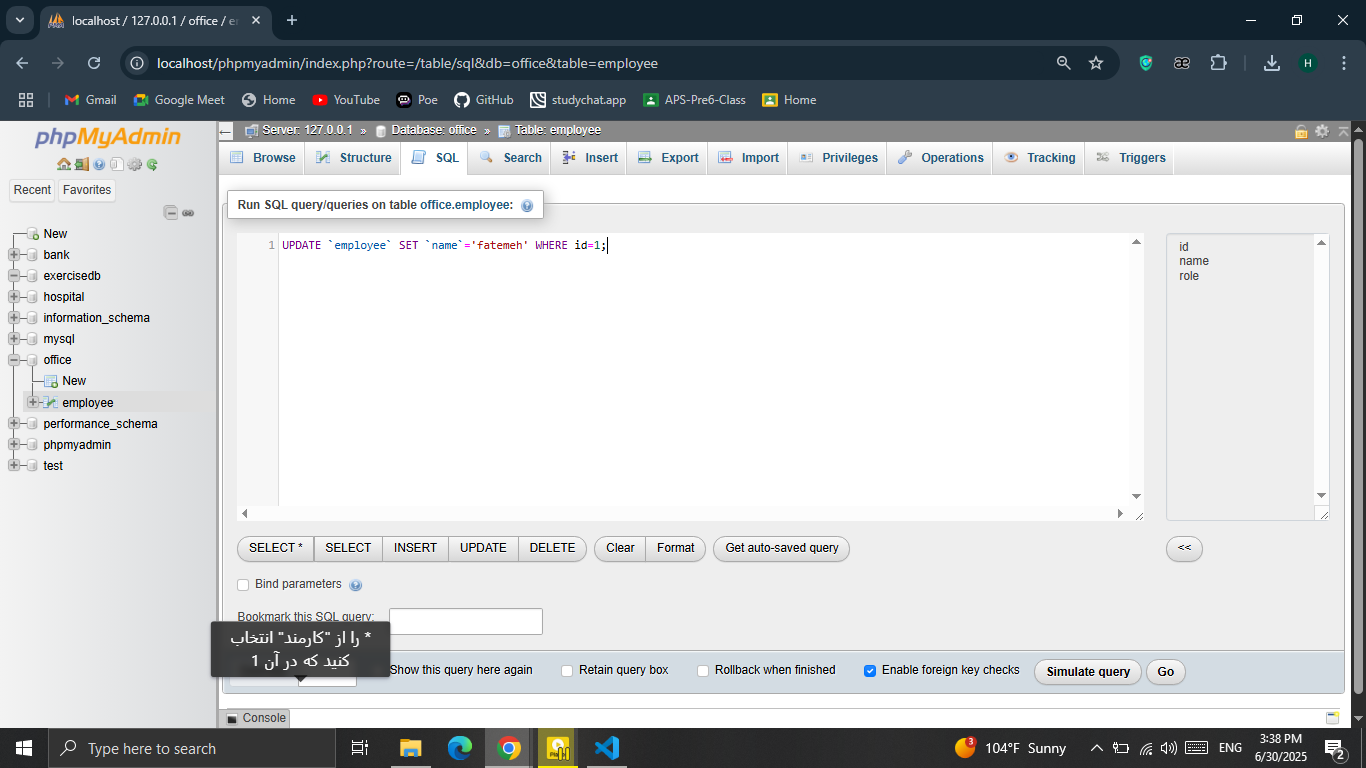 localhost / 127.0.0.1 / office / e
localhost/phpmyadmin/index.php?route=/table/sql&db=office&table=employee
H
Gmail
Google Meet
Home
YouTube
Poe
GitHub
studychat.app
APS-Pre6-Class
Home
phpMyAdmin
Recent
Favorites
New
bank
exercisedb
hospital
information_schema
mysql
office
New
employee
performance_schema
phpmyadmin
test
Server: 127.0.0.1 » Database: office » Table: employee
Browse
Structure
SQL
Search
Insert
Export
Import
Privileges
Operations
Tracking
Triggers
Run SQL query/queries on table office.employee:
1 UPDATE `employee` SET `name`='fatemeh' WHERE id=1;
id
name
role
SELECT *
SELECT
INSERT
UPDATE
DELETE
Clear
Format
Get auto-saved query
<<
Bind parameters
Bookmark this SQL query:
* را از "کارمند" انتخاب
کنید که در آن 1
Show this query here again
Retain query box
Rollback when finished
Enable foreign key checks
Simulate query
Go
Console
Type here to search
3
104°F Sunny
ENG
3:38 PM
6/30/2025
2